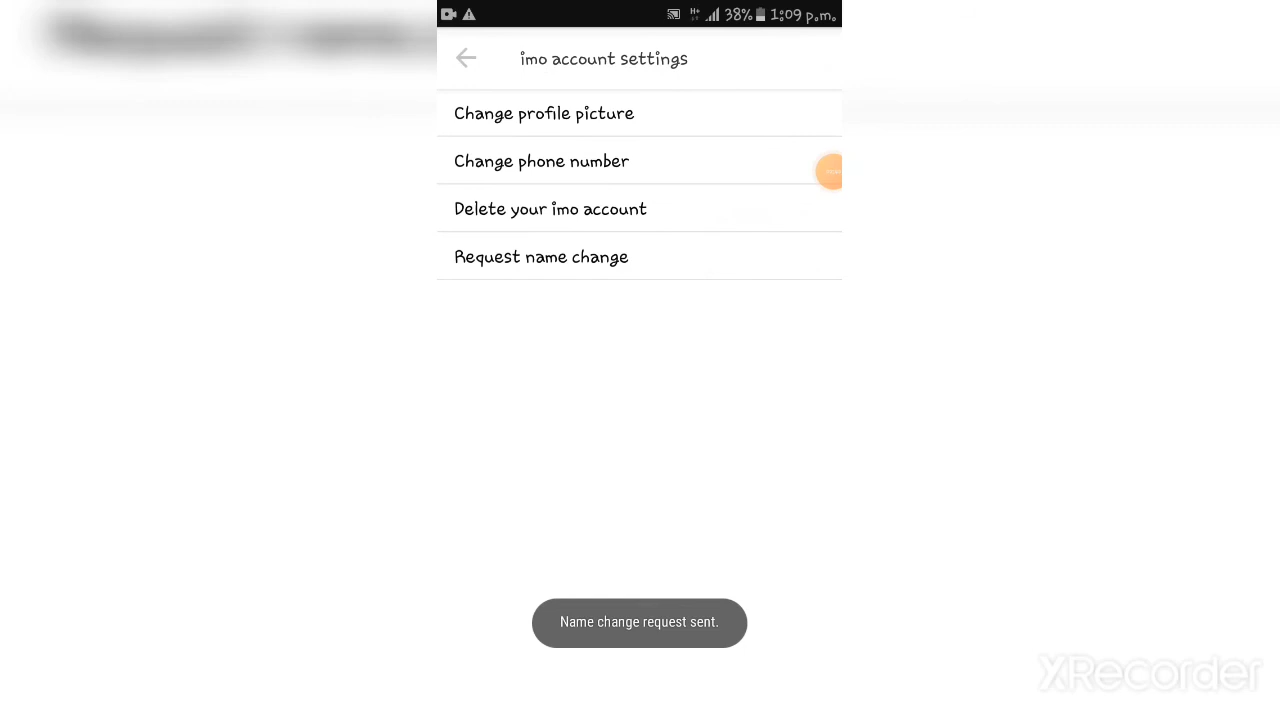 H+ 38% 1:09 p.m.
imo account settings
Change profile picture
Change phone number
Delete your imo account
Request name change
Name change request sent.
XRecorder